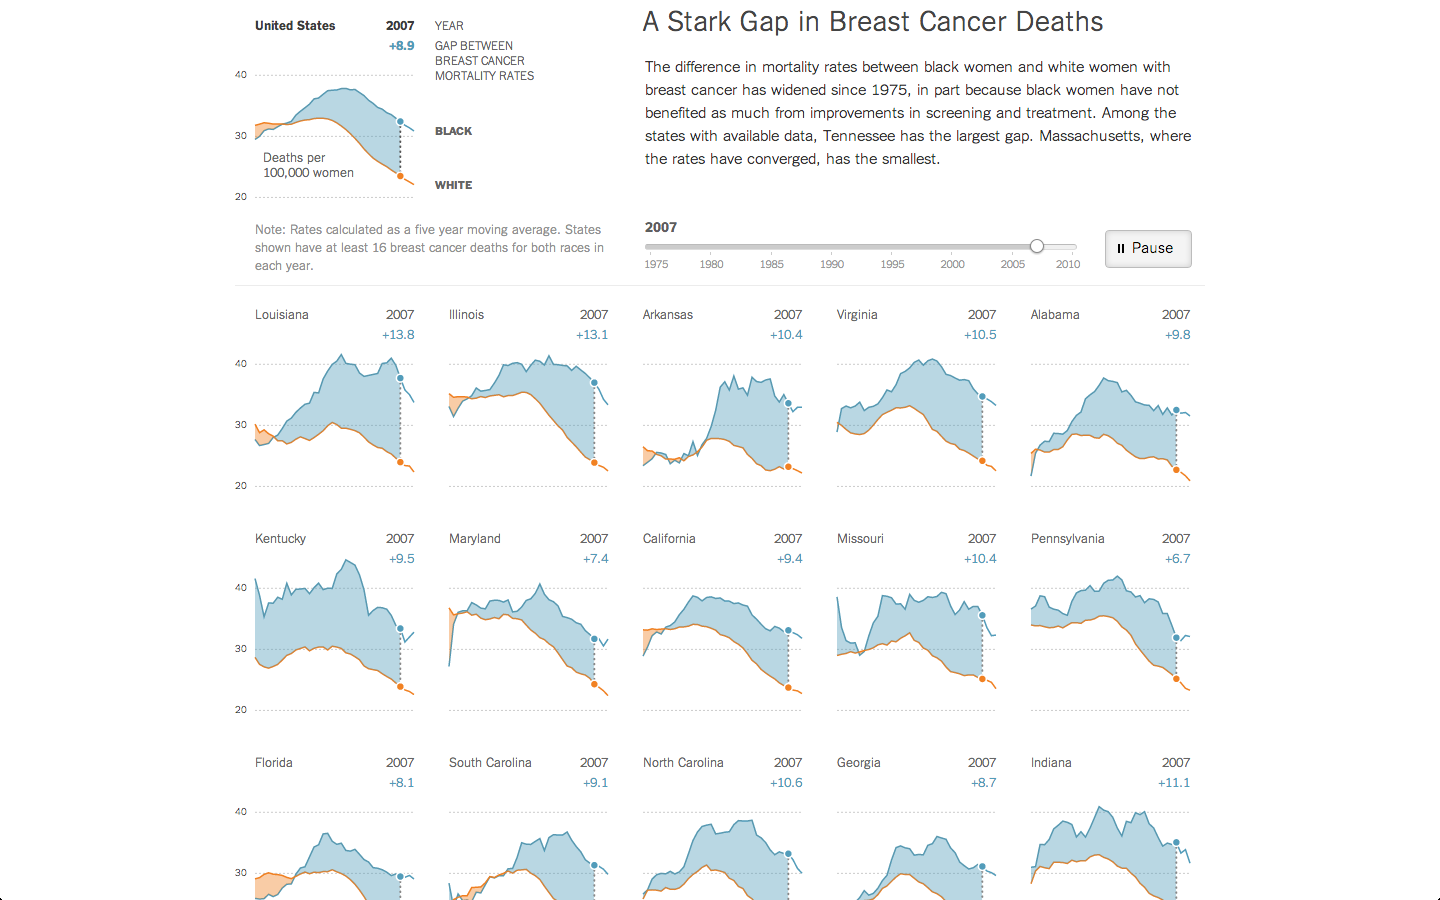 A Stark Gap in Breast Cancer Deaths
United States 2007 YEAR
+8.9 GAP BETWEEN
BREAST CANCER
MORTALITY RATES
40
30
20
BLACK
WHITE
Deaths per
100,000 women
The difference in mortality rates between black women and white women with
breast cancer has widened since 1975, in part because black women have not
benefited as much from improvements in screening and treatment. Among the
states with available data, Tennessee has the largest gap. Massachusetts, where
the rates have converged, has the smallest.
Note: Rates calculated as a five year moving average. States
shown have at least 16 breast cancer deaths for both races in
each year.
2007
1975 1980 1985 1990 1995 2000 2005 2010
Pause
Louisiana 2007 Illinois 2007 Arkansas 2007 Virginia 2007 Alabama 2007
+13.8 +13.1 +10.4 +10.5 +9.8
40
30
20
Kentucky 2007 Maryland 2007 California 2007 Missouri 2007 Pennsylvania 2007
+9.5 +7.4 +9.4 +10.4 +6.7
40
30
20
Florida 2007 South Carolina 2007 North Carolina 2007 Georgia 2007 Indiana 2007
+8.1 +9.1 +10.6 +8.7 +11.1
40
30